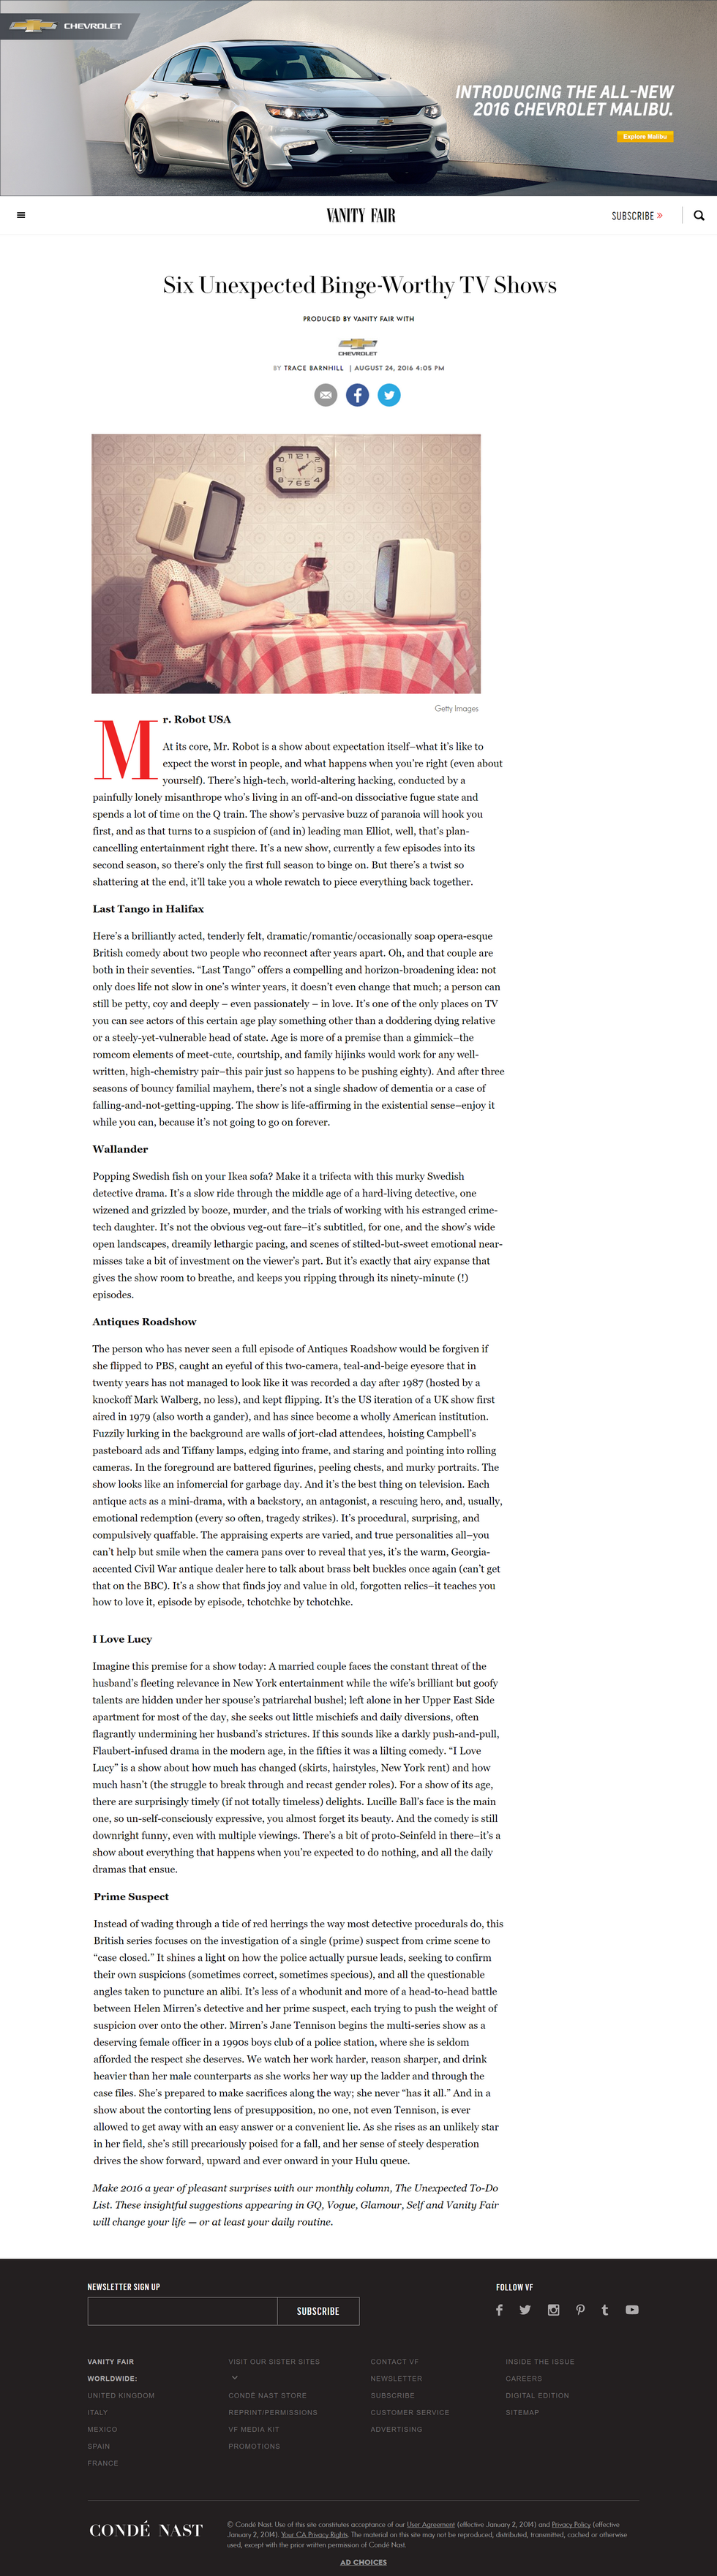 CHEVROLET
INTRODUCING THE ALL-NEW
2016 CHEVROLET MALIBU.
Explore Malibu
VANITY FAIR
SUBSCRIBE »
Six Unexpected Binge-Worthy TV Shows
PRODUCED BY VANITY FAIR WITH
CHEVROLET
BY TRACE BARNHILL | AUGUST 24, 2016 4:05 PM
Getty Images
Mr. Robot USA
At its core, Mr. Robot is a show about expectation itself–what it's like to
expect the worst in people, and what happens when you're right (even about
yourself). There's high-tech, world-altering hacking, conducted by a
painfully lonely misanthrope who's living in an off-and-on dissociative fugue state and
spends a lot of time on the Q train. The show's pervasive buzz of paranoia will hook you
first, and as that turns to a suspicion of (and in) leading man Elliot, well, that's plan-
cancelling entertainment right there. It's a new show, currently a few episodes into its
second season, so there's only the first full season to binge on. But there's a twist so
shattering at the end, it'll take you a whole rewatch to piece everything back together.
Last Tango in Halifax
Here's a brilliantly acted, tenderly felt, dramatic/romantic/occasionally soap opera-esque
British comedy about two people who reconnect after years apart. Oh, and that couple are
both in their seventies. “Last Tango” offers a compelling and horizon-broadening idea: not
only does life not slow in one's winter years, it doesn't even change that much; a person can
still be petty, coy and deeply – even passionately – in love. It's one of the only places on TV
you can see actors of this certain age play something other than a doddering dying relative
or a steely-yet-vulnerable head of state. Age is more of a premise than a gimmick–the
romcom elements of meet-cute, courtship, and family hijinks would work for any well-
written, high-chemistry pair–this pair just so happens to be pushing eighty). And after three
seasons of bouncy familial mayhem, there's not a single shadow of dementia or a case of
falling-and-not-getting-upping. The show is life-affirming in the existential sense–enjoy it
while you can, because it's not going to go on forever.
Wallander
Popping Swedish fish on your Ikea sofa? Make it a trifecta with this murky Swedish
detective drama. It's a slow ride through the middle age of a hard-living detective, one
wizened and grizzled by booze, murder, and the trials of working with his estranged crime-
tech daughter. It's not the obvious veg-out fare–it's subtitled, for one, and the show's wide
open landscapes, dreamily lethargic pacing, and scenes of stilted-but-sweet emotional near-
misses take a bit of investment on the viewer's part. But it's exactly that airy expanse that
gives the show room to breathe, and keeps you ripping through its ninety-minute (!)
episodes.
Antiques Roadshow
The person who has never seen a full episode of Antiques Roadshow would be forgiven if
she flipped to PBS, caught an eyeful of this two-camera, teal-and-beige eyesore that in
twenty years has not managed to look like it was recorded a day after 1987 (hosted by a
knockoff Mark Walberg, no less), and kept flipping. It's the US iteration of a UK show first
aired in 1979 (also worth a gander), and has since become a wholly American institution.
Fuzzily lurking in the background are walls of jort-clad attendees, hoisting Campbell's
pasteboard ads and Tiffany lamps, edging into frame, and staring and pointing into rolling
cameras. In the foreground are battered figurines, peeling chests, and murky portraits. The
show looks like an infomercial for garbage day. And it's the best thing on television. Each
antique acts as a mini-drama, with a backstory, an antagonist, a rescuing hero, and, usually,
emotional redemption (every so often, tragedy strikes). It's procedural, surprising, and
compulsively quaffable. The appraising experts are varied, and true personalities all–you
can't help but smile when the camera pans over to reveal that yes, it's the warm, Georgia-
accented Civil War antique dealer here to talk about brass belt buckles once again (can't get
that on the BBC). It's a show that finds joy and value in old, forgotten relics–it teaches you
how to love it, episode by episode, tchotchke by tchotchke.
I Love Lucy
Imagine this premise for a show today: A married couple faces the constant threat of the
husband's fleeting relevance in New York entertainment while the wife's brilliant but goofy
talents are hidden under her spouse's patriarchal bushel; left alone in her Upper East Side
apartment for most of the day, she seeks out little mischiefs and daily diversions, often
flagrantly undermining her husband's strictures. If this sounds like a darkly push-and-pull,
Flaubert-infused drama in the modern age, in the fifties it was a lilting comedy. “I Love
Lucy” is a show about how much has changed (skirts, hairstyles, New York rent) and how
much hasn't (the struggle to break through and recast gender roles). For a show of its age,
there are surprisingly timely (if not totally timeless) delights. Lucille Ball's face is the main
one, so un-self-consciously expressive, you almost forget its beauty. And the comedy is still
downright funny, even with multiple viewings. There's a bit of proto-Seinfeld in there–it's a
show about everything that happens when you're expected to do nothing, and all the daily
dramas that ensue.
Prime Suspect
Instead of wading through a tide of red herrings the way most detective procedurals do, this
British series focuses on the investigation of a single (prime) suspect from crime scene to
“case closed.” It shines a light on how the police actually pursue leads, seeking to confirm
their own suspicions (sometimes correct, sometimes specious), and all the questionable
angles taken to puncture an alibi. It's less of a whodunit and more of a head-to-head battle
between Helen Mirren's detective and her prime suspect, each trying to push the weight of
suspicion over onto the other. Mirren's Jane Tennison begins the multi-series show as a
deserving female officer in a 1990s boys club of a police station, where she is seldom
afforded the respect she deserves. We watch her work harder, reason sharper, and drink
heavier than her male counterparts as she works her way up the ladder and through the
case files. She's prepared to make sacrifices along the way; she never “has it all.” And in a
show about the contorting lens of presupposition, no one, not even Tennison, is ever
allowed to get away with an easy answer or a convenient lie. As she rises as an unlikely star
in her field, she's still precariously poised for a fall, and her sense of steely desperation
drives the show forward, upward and ever onward in your Hulu queue.
Make 2016 a year of pleasant surprises with our monthly column, The Unexpected To-Do
List. These insightful suggestions appearing in GQ, Vogue, Glamour, Self and Vanity Fair
will change your life — or at least your daily routine.
NEWSLETTER SIGN UP
SUBSCRIBE
FOLLOW VF
VANITY FAIR
WORLDWIDE:
UNITED KINGDOM
ITALY
MEXICO
SPAIN
FRANCE
VISIT OUR SISTER SITES
CONDÉ NAST STORE
REPRINT/PERMISSIONS
VF MEDIA KIT
PROMOTIONS
CONTACT VF
NEWSLETTER
SUBSCRIBE
CUSTOMER SERVICE
ADVERTISING
INSIDE THE ISSUE
CAREERS
DIGITAL EDITION
SITEMAP
CONDÉ NAST
© Condé Nast. Use of this site constitutes acceptance of our User Agreement (effective January 2, 2014) and Privacy Policy (effective
January 2, 2014). Your CA Privacy Rights. The material on this site may not be reproduced, distributed, transmitted, cached or otherwise
used, except with the prior written permission of Condé Nast.
AD CHOICES